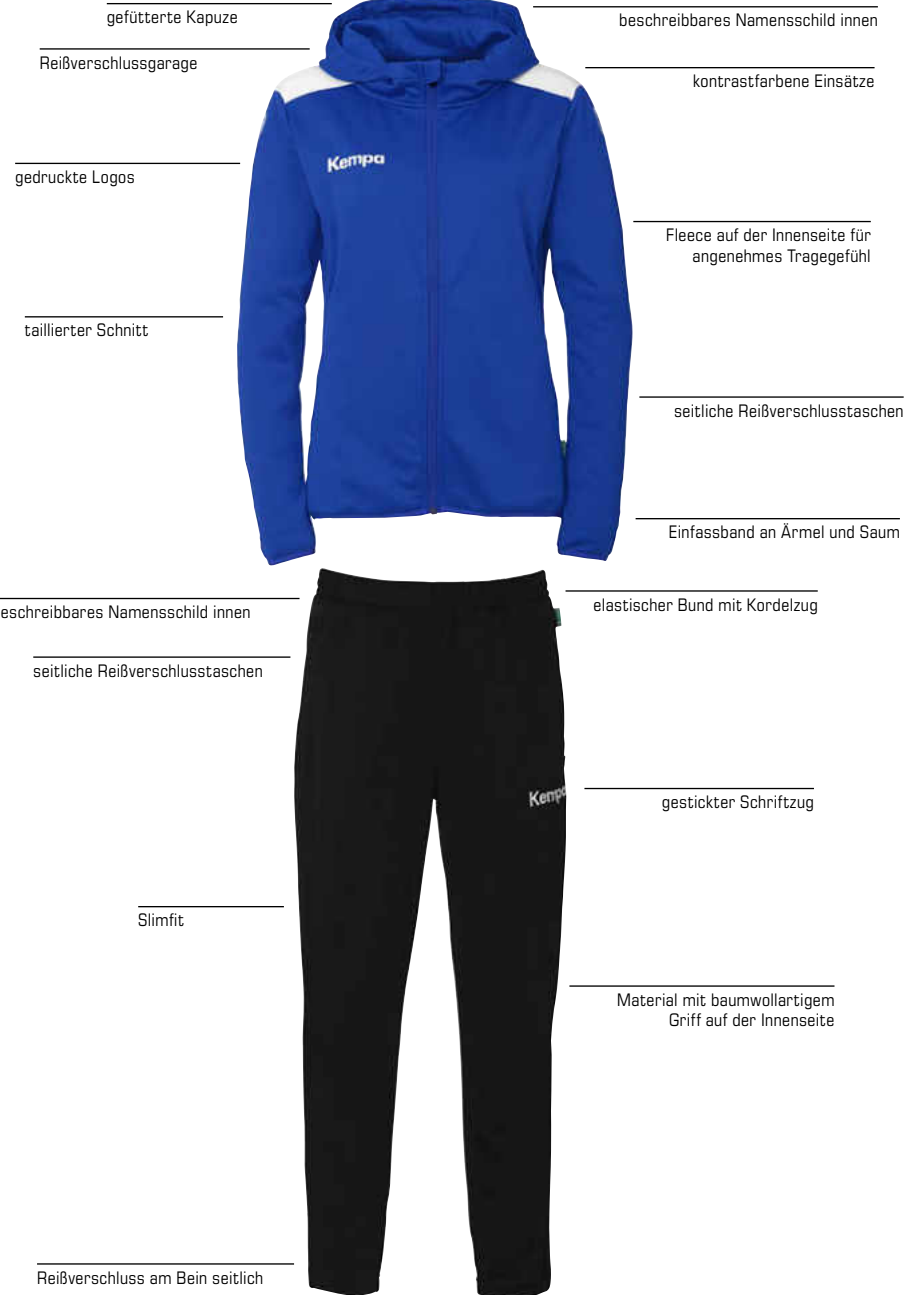 gefütterte Kapuze
beschreibbares Namensschild innen
Reißverschlussgarage
kontrastfarbene Einsätze
Kempa
gedruckte Logos
Fleece auf der Innenseite für
angenehmes Tragegefühl
taillierter Schnitt
seitliche Reißverschlusstaschen
Einfassband an Ärmel und Saum
eschreibbares Namensschild innen
elastischer Bund mit Kordelzug
seitliche Reißverschlusstaschen
Kempa
gestickter Schriftzug
Slimfit
Material mit baumwollartigem
Griff auf der Innenseite
Reißverschluss am Bein seitlich